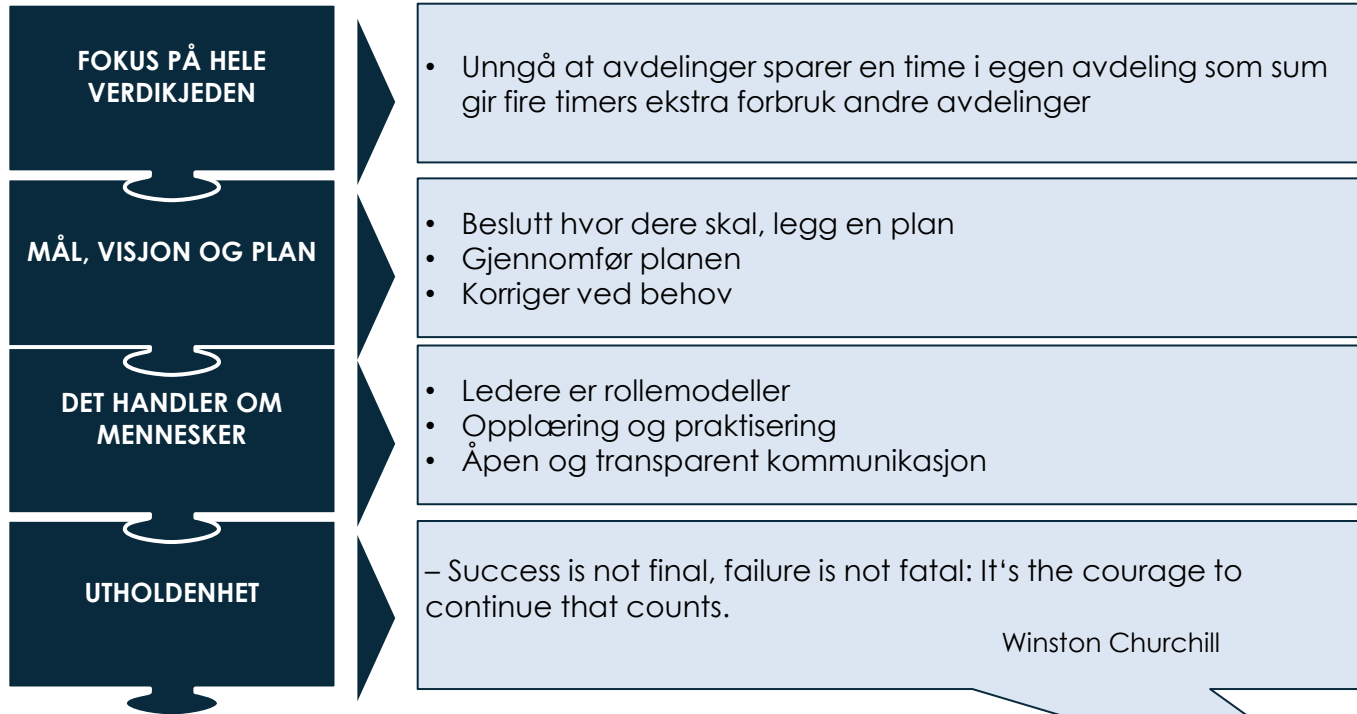 FOKUS PÅ HELE
VERDIKJEDEN
• Unngå at avdelinger sparer en time i egen avdeling som sum
gir fire timers ekstra forbruk andre avdelinger
MÅL, VISJON OG PLAN
• Beslutt hvor dere skal, legg en plan
• Gjennomfør planen
• Korriger ved behov
DET HANDLER OM
MENNESKER
• Ledere er rollemodeller
• Opplæring og praktisering
• Åpen og transparent kommunikasjon
UTHOLDENHET
– Success is not final, failure is not fatal: It‘s the courage to
continue that counts.
Winston Churchill